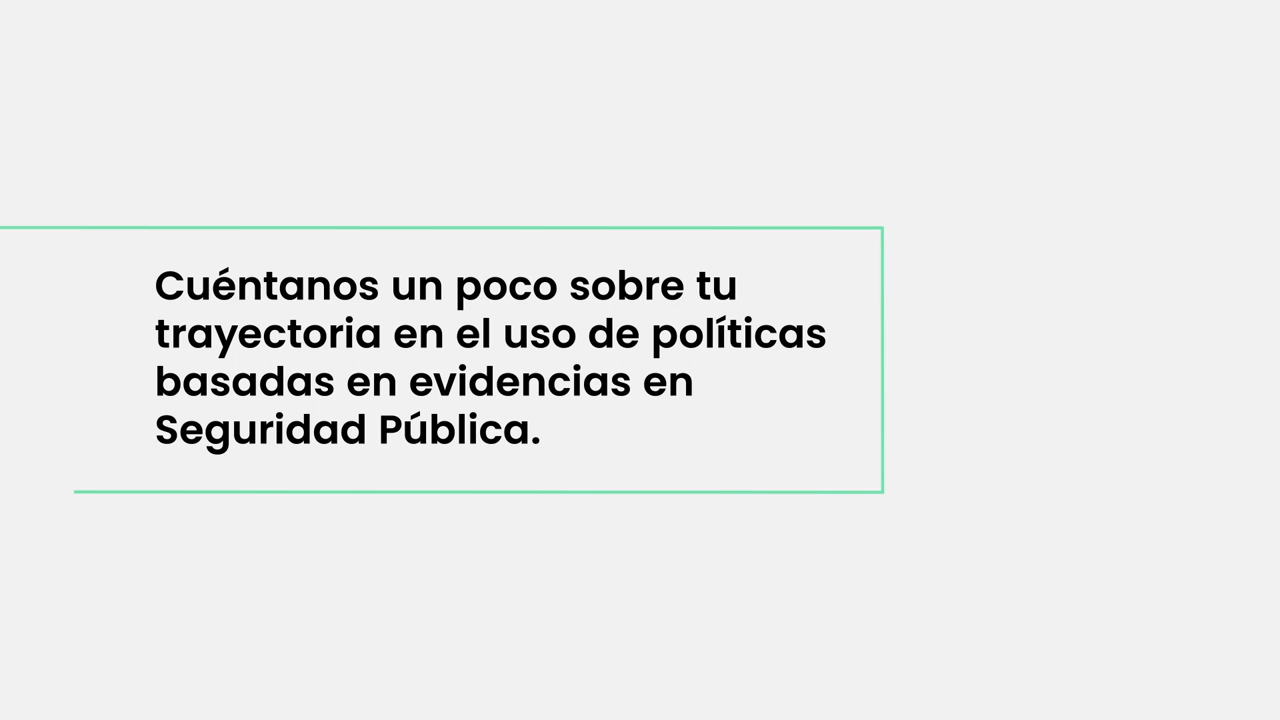 Cuéntanos un poco sobre tu
trayectoria en el uso de políticas
basadas en evidencias en
Seguridad Pública.